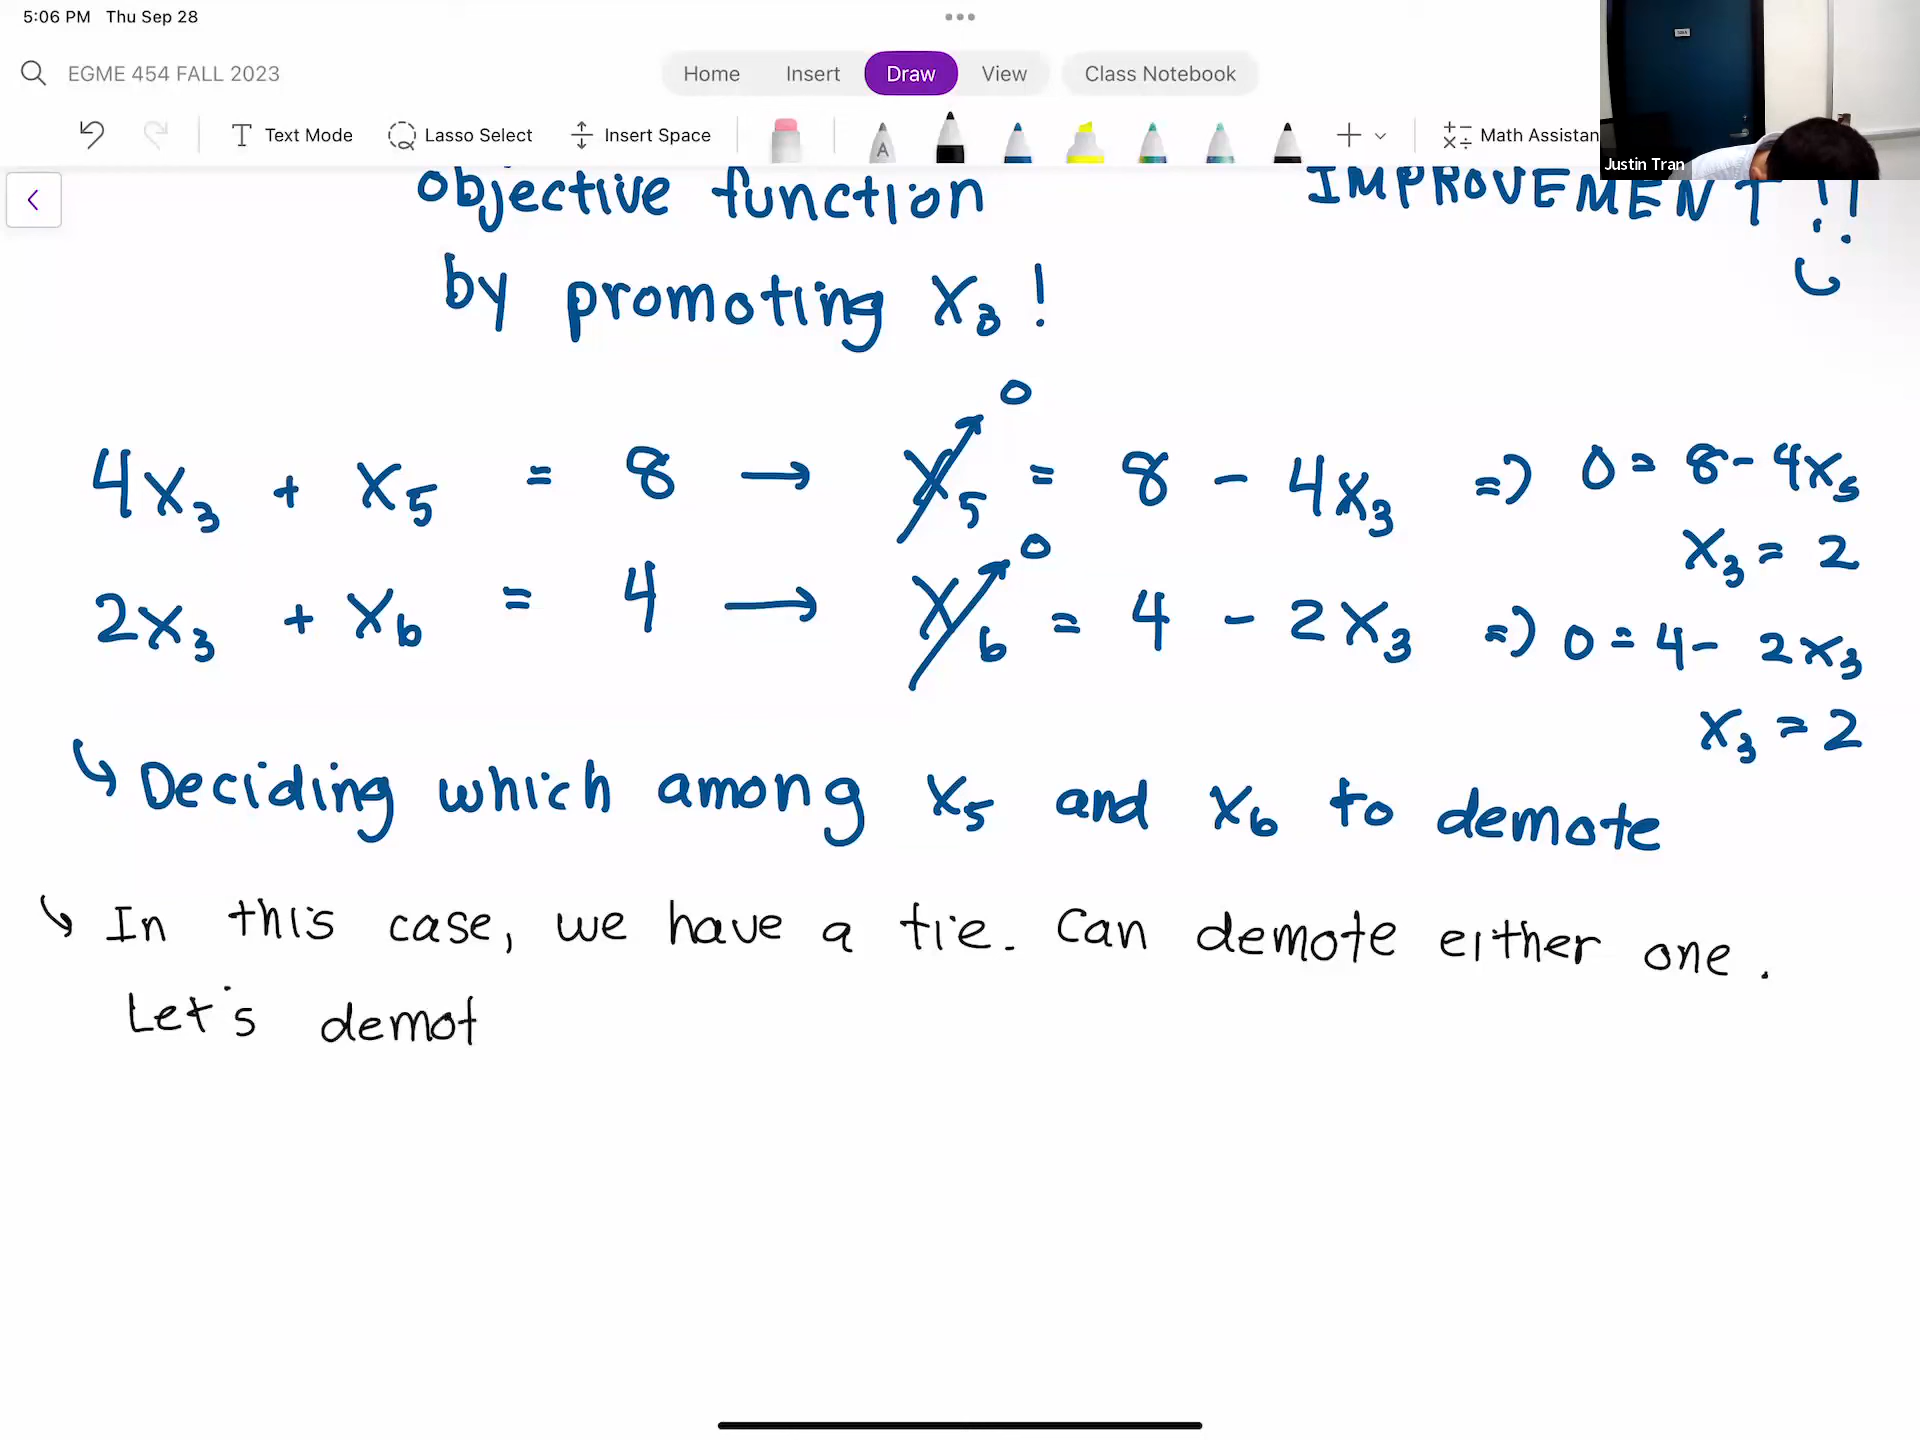 5:06 PM Thu Sep 28
EGME 454 FALL 2023
Home Insert Draw View Class Notebook
Text Mode Lasso Select Insert Space A Math Assistan
Justin Tran
objective function IMPROVEMENT !!
by promoting x₃ !
4x₃ + x₅ = 8 → x₅ ↗ 0 = 8 - 4x₃ => 0 = 8 - 4x₅
x₃ = 2
2x₃ + x₆ = 4 → x₆ ↗ 0 = 4 - 2x₃ => 0 = 4 - 2x₃
x₃ = 2
↳ Deciding which among x₅ and x₆ to demote
↳ In this case, we have a tie. Can demote either one.
Let's demot